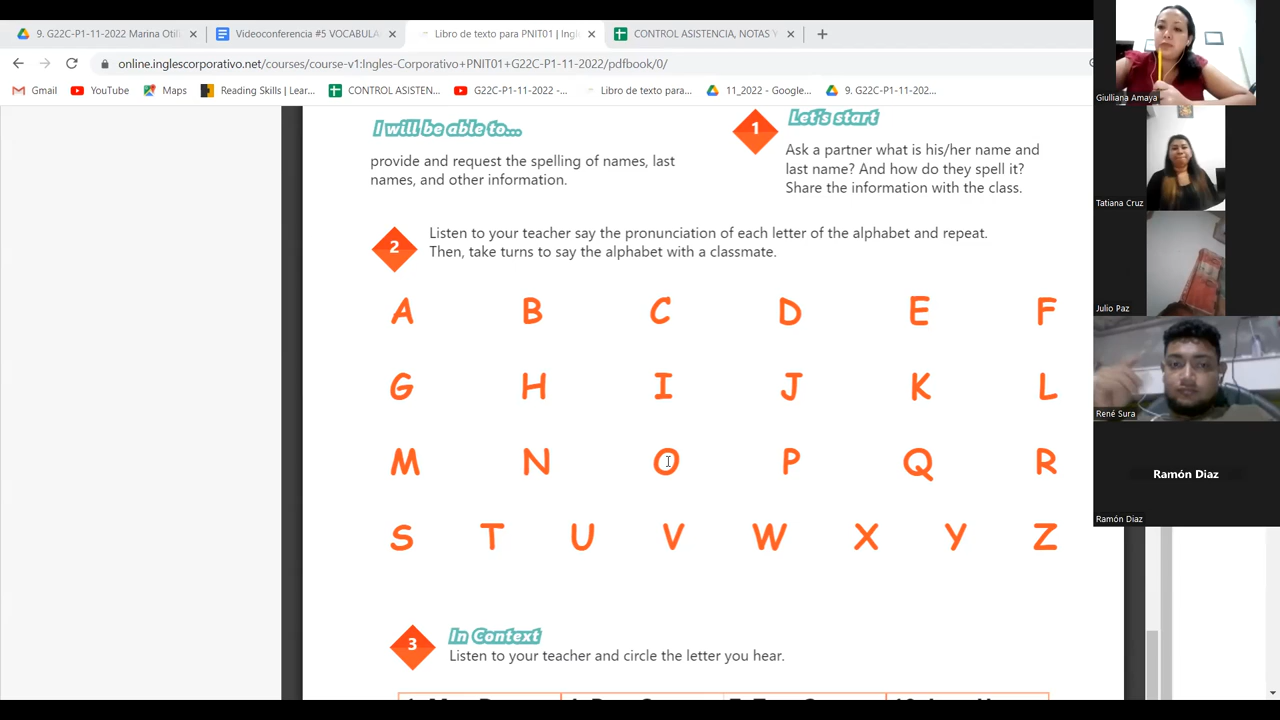 9. G22C-P1-11-2022 Marina Otili
Videoconferencia #5 VOCABULA
Libro de texto para PNIT01 | Ingl
CONTROL ASISTENCIA, NOTAS Y
online.inglescorporativo.net/courses/course-v1:Ingles-Corporativo+PNIT01+G22C-P1-11-2022/pdfbook/0/
Gmail
YouTube
Maps
Reading Skills | Lear...
CONTROL ASISTEN...
G22C-P1-11-2022 -...
Libro de texto para...
11_2022 - Google...
9. G22C-P1-11-202...
I will be able to...
provide and request the spelling of names, last
names, and other information.
1
Let's start
Ask a partner what is his/her name and
last name? And how do they spell it?
Share the information with the class.
2
Listen to your teacher say the pronunciation of each letter of the alphabet and repeat.
Then, take turns to say the alphabet with a classmate.
A B C D E F
G H I J K L
M N O P Q R
S T U V W X Y Z
3
In Context
Listen to your teacher and circle the letter you hear.
Giulliana Amaya
Tatiana Cruz
Julio Paz
René Sura
Ramón Diaz
Ramón Diaz